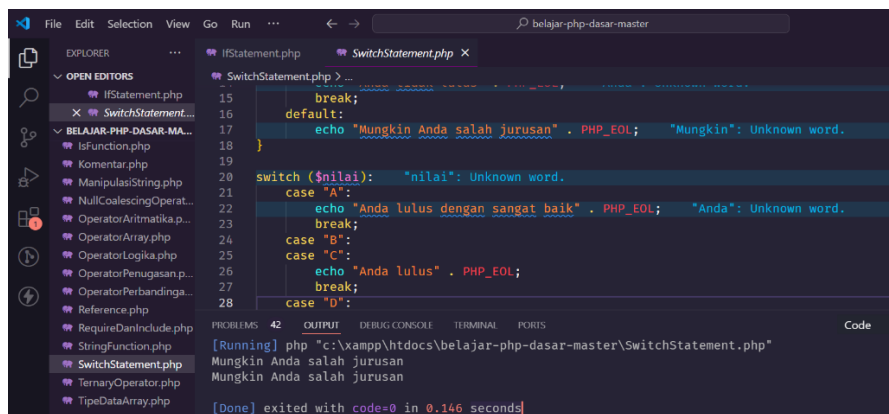 File Edit Selection View Go Run ··· ← → belajar-php-dasar-master
EXPLORER ···
OPEN EDITORS
IfStatement.php
SwitchStatement....
BELAJAR-PHP-DASAR-MA...
IsFunction.php
Komentar.php
ManipulasiString.php
NullCoalescingOperat...
OperatorAritmatika.p...
OperatorArray.php
OperatorLogika.php
OperatorPenugasan.p...
OperatorPerbandinga...
Reference.php
RequireDanInclude.php
StringFunction.php
SwitchStatement.php
TernaryOperator.php
TipeDataArray.php
1
IfStatement.php SwitchStatement.php ×
SwitchStatement.php > ...
15 break;
16 default:
17 echo "Mungkin Anda salah jurusan" . PHP_EOL; "Mungkin": Unknown word.
18 }
19
20 switch ($nilai): "nilai": Unknown word.
21 case "A":
22 echo "Anda lulus dengan sangat baik" . PHP_EOL; "Anda": Unknown word.
23 break;
24 case "B":
25 case "C":
26 echo "Anda lulus" . PHP_EOL;
27 break;
28 case "D":
PROBLEMS 42 OUTPUT DEBUG CONSOLE TERMINAL PORTS Code
[Running] php "c:\xampp\htdocs\belajar-php-dasar-master\SwitchStatement.php"
Mungkin Anda salah jurusan
Mungkin Anda salah jurusan
[Done] exited with code=0 in 0.146 seconds